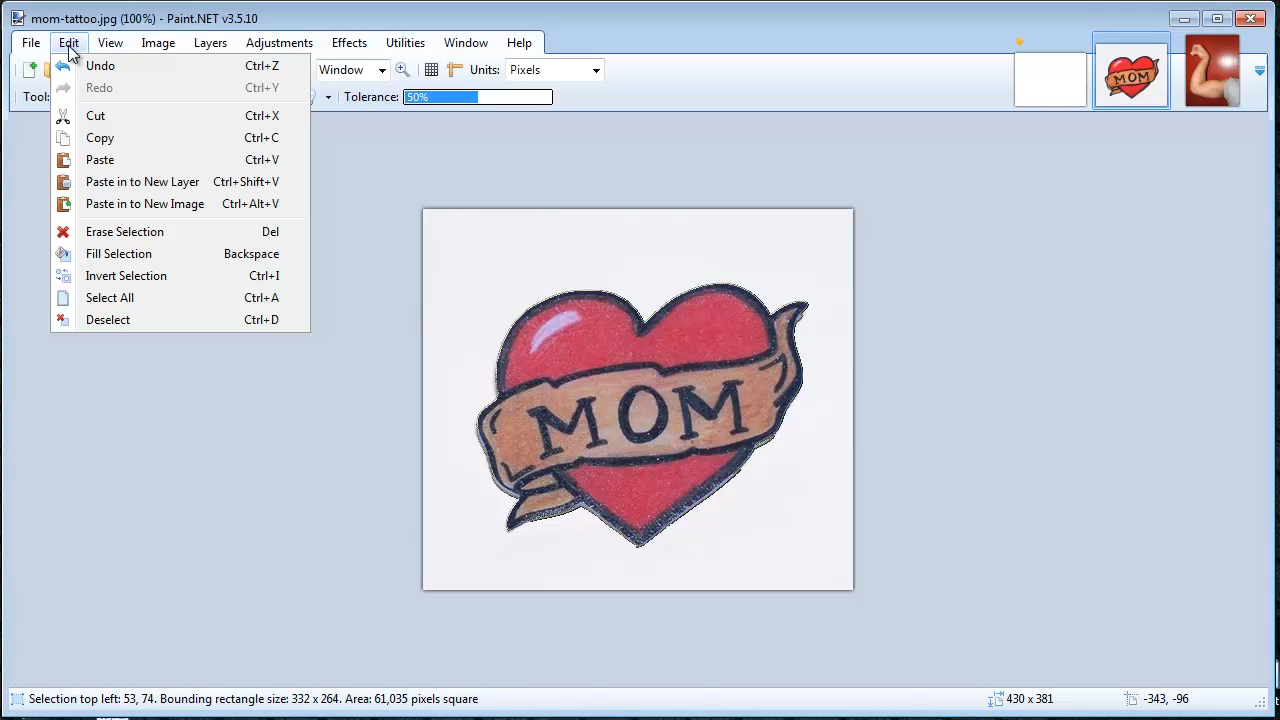 mom-tattoo.jpg (100%) - Paint.NET v3.5.10
File Edit View Image Layers Adjustments Effects Utilities Window Help
Window Units: Pixels
Tool: Tolerance: 50%
Undo Ctrl+Z
Redo Ctrl+Y
Cut Ctrl+X
Copy Ctrl+C
Paste Ctrl+V
Paste in to New Layer Ctrl+Shift+V
Paste in to New Image Ctrl+Alt+V
Erase Selection Del
Fill Selection Backspace
Invert Selection Ctrl+I
Select All Ctrl+A
Deselect Ctrl+D
MOM
MOM
Selection top left: 53, 74. Bounding rectangle size: 332 x 264. Area: 61,035 pixels square
430 x 381
-343, -96